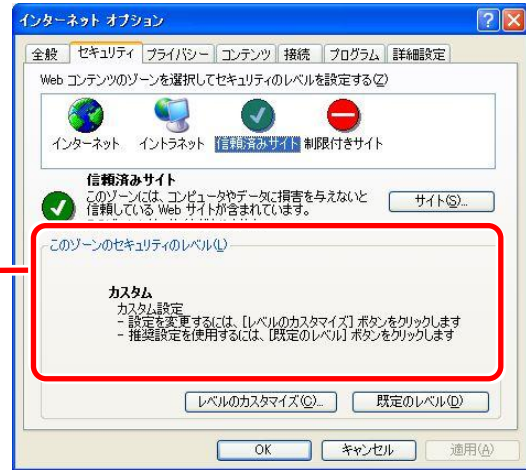 インターネット オプション
全般 セキュリティ プライバシー コンテンツ 接続 プログラム 詳細設定
Web コンテンツのゾーンを選択してセキュリティのレベルを設定する(Z)
インターネット イントラネット 信頼済みサイト 制限付きサイト
信頼済みサイト
このゾーンには、コンピュータやデータに損害を与えないと
信頼している Web サイトが含まれています。
サイト(S)...
このゾーンのセキュリティのレベル(L)
カスタム
カスタム設定
- 設定を変更するには、[レベルのカスタマイズ] ボタンをクリックします
- 推奨設定を使用するには、[既定のレベル] ボタンをクリックします
レベルのカスタマイズ(C)... 既定のレベル(D)
OK キャンセル 適用(A)